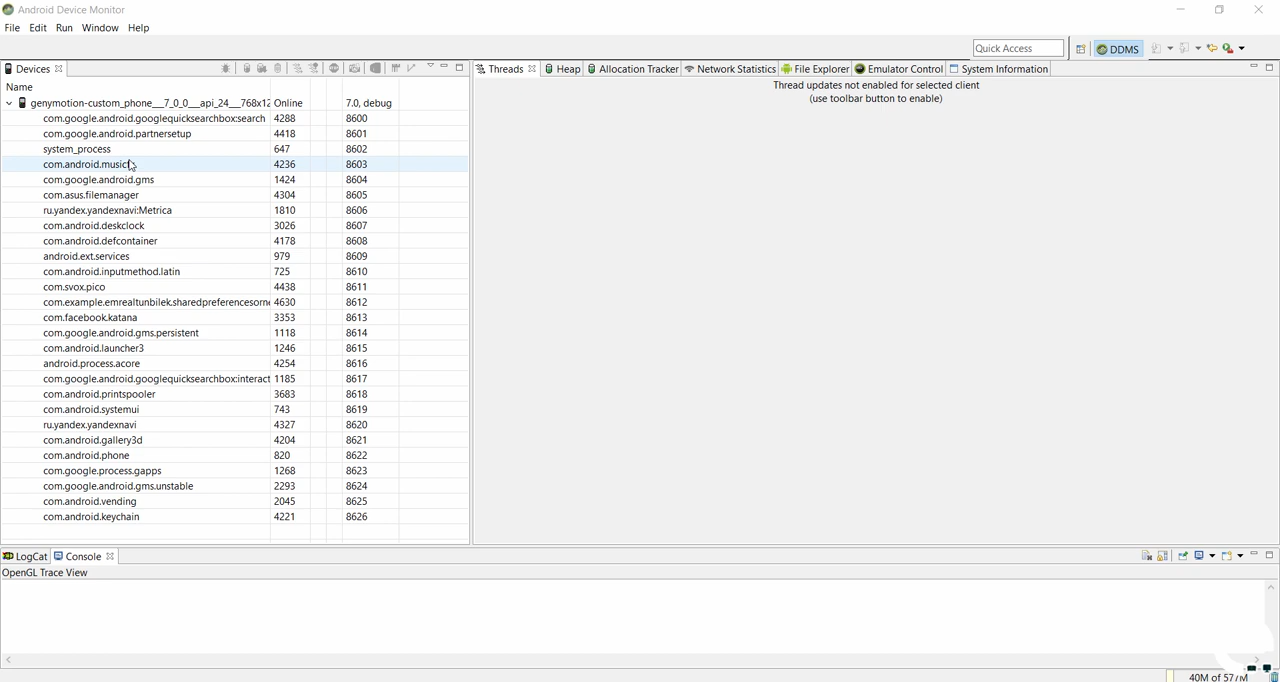 Android Device Monitor
File Edit Run Window Help
Quick Access DDMS
Devices
Threads Heap Allocation Tracker Network Statistics File Explorer Emulator Control System Information
Name
Thread updates not enabled for selected client
(use toolbar button to enable)
genymotion-custom_phone__7_0_0__api_24__768x12 Online 7.0, debug
com.google.android.googlequicksearchbox:search 4288 8600
com.google.android.partnersetup 4418 8601
system_process 647 8602
com.android.musicfx 4236 8603
com.google.android.gms 1424 8604
com.asus.filemanager 4304 8605
ru.yandex.yandexnavi:Metrica 1810 8606
com.android.deskclock 3026 8607
com.android.defcontainer 4178 8608
android.ext.services 979 8609
com.android.inputmethod.latin 725 8610
com.svox.pico 4438 8611
com.example.emrealtunbilek.sharedpreferencesorne 4630 8612
com.facebook.katana 3353 8613
com.google.android.gms.persistent 1118 8614
com.android.launcher3 1246 8615
android.process.acore 4254 8616
com.google.android.googlequicksearchbox:interact 1185 8617
com.android.printspooler 3683 8618
com.android.systemui 743 8619
ru.yandex.yandexnavi 4327 8620
com.android.gallery3d 4204 8621
com.android.phone 820 8622
com.google.process.gapps 1268 8623
com.google.android.gms.unstable 2293 8624
com.android.vending 2045 8625
com.android.keychain 4221 8626
LogCat Console
OpenGL Trace View
40M of 577M